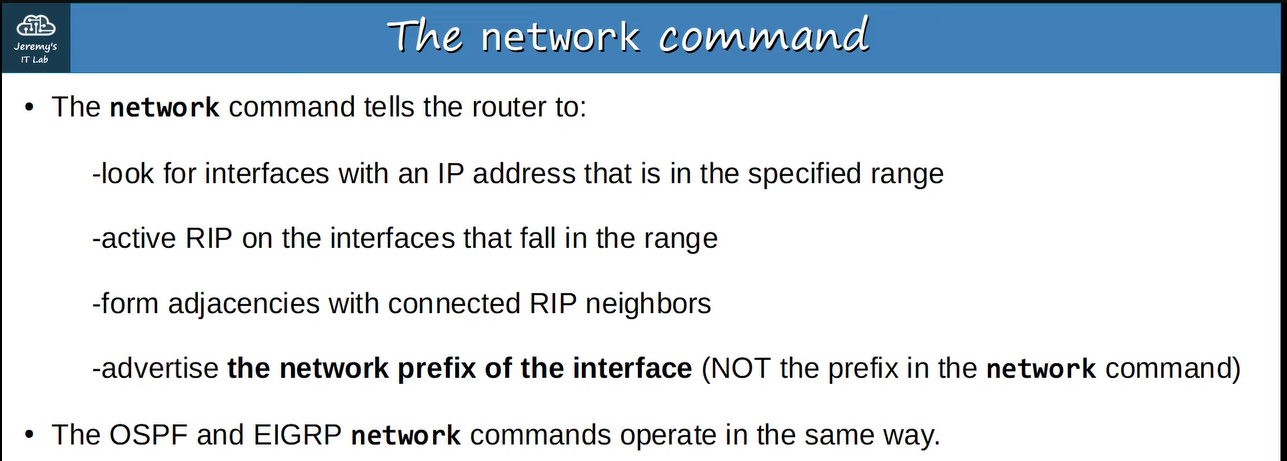 Jeremy's
IT Lab
The network command
• The network command tells the router to:
-look for interfaces with an IP address that is in the specified range
-active RIP on the interfaces that fall in the range
-form adjacencies with connected RIP neighbors
-advertise the network prefix of the interface (NOT the prefix in the network command)
• The OSPF and EIGRP network commands operate in the same way.